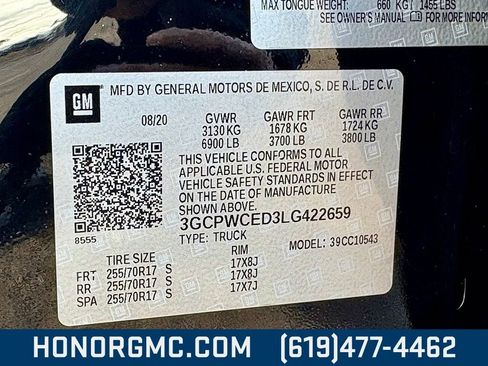 MAX TONGUE WEIGHT: 660 KG 1455 LBS
SEE OWNER'S MANUAL FOR MORE INFORMATION
GM
MFD BY GENERAL MOTORS DE MEXICO, S. DE R.L. DE C.V.
08/20 GVWR GAWR FRT GAWR RR
3130 KG 1678 KG 1724 KG
6900 LB 3700 LB 3800 LB
THIS VEHICLE CONFORMS TO ALL
APPLICABLE U.S. FEDERAL MOTOR
VEHICLE SAFETY STANDARDS IN EFFECT
ON THE DATE OF MANUFACTURE SHOWN ABOVE.
3GCPWCED3LG422659
8555
TYPE: TRUCK MODEL: 39CC10543
TIRE SIZE RIM
FRT 255/70R17 S 17X8J
RR 255/70R17 S 17X8J
SPA 255/70R17 S 17X7J
HONORGMC.COM (619)477-4462